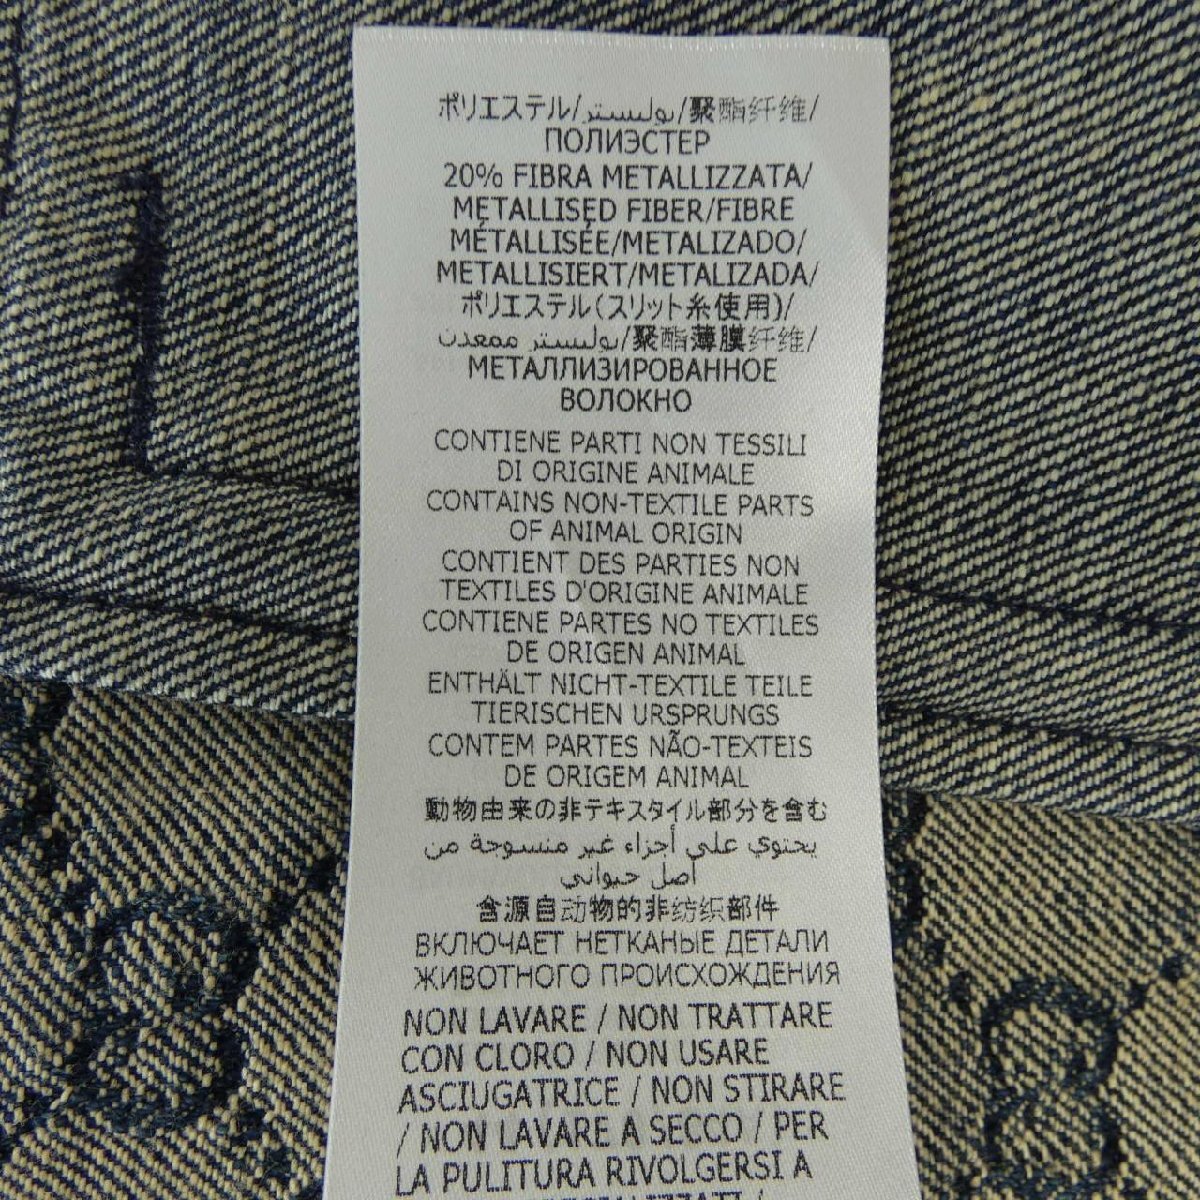 ポリエステル/بوليستر/聚酯纤维/
ПОЛИЭСТЕР
20% FIBRA METALLIZZATA/
METALLISED FIBER/FIBRE
MÉTALLISÉE/METALIZADO/
METALLISIERT/METALIZADA/
ポリエステル(スリット糸使用)/
بوليستر ممعدن/聚酯薄膜纤维/
МЕТАЛЛИЗИРОВАННОЕ
ВОЛОКНО
CONTIENE PARTI NON TESSILI
DI ORIGINE ANIMALE
CONTAINS NON-TEXTILE PARTS
OF ANIMAL ORIGIN
CONTIENT DES PARTIES NON
TEXTILES D'ORIGINE ANIMALE
CONTIENE PARTES NO TEXTILES
DE ORIGEN ANIMAL
ENTHÄLT NICHT-TEXTILE TEILE
TIERISCHEN URSPRUNGS
CONTEM PARTES NÃO-TEXTEIS
DE ORIGEM ANIMAL
動物由来の非テキスタイル部分を含む
يحتوي على أجزاء غير منسوجة من
اصل حيواني
含源自动物的非纺织部件
ВКЛЮЧАЕТ НЕТКАНЫЕ ДЕТАЛИ
ЖИВОТНОГО ПРОИСХОЖДЕНИЯ
NON LAVARE / NON TRATTARE
CON CLORO / NON USARE
ASCIUGATRICE / NON STIRARE
/ NON LAVARE A SECCO / PER
LA PULITURA RIVOLGERSI A